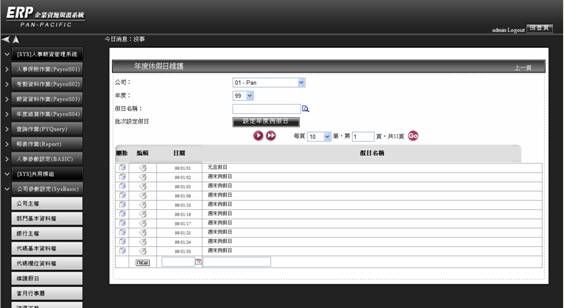 ERP 企業資源規劃系統
PAN-PACIFIC
admin Logout 回首頁
今日消息：沒事
[SYS]人事薪資管理系統
人事保險作業(Payroll01)
考勤資料作業(Payroll02)
薪資資料作業(Payroll03)
年度結算作業(Payroll04)
查詢作業(PYQuery)
報表作業(Report)
人事參數設定(BASIC)
[SYS]共用模組
公司參數設定(SysBasic)
公司主檔
部門基本資料檔
銀行主檔
代碼基本資料檔
代碼欄位資料檔
維護假日
當月行事曆
年度休假日維護
上一頁
公司：
01 - Pan
年度：
99
假日名稱：
批次設定假日
設定年度例假日
每頁 10 筆，第 1 頁，共12頁 Go
刪除 編輯 日期 假日名稱
99/01/01 元旦假日
99/01/02 週末例假日
99/01/03 週末例假日
99/01/09 週末例假日
99/01/10 週末例假日
99/01/16 週末例假日
99/01/17 週末例假日
99/01/23 週末例假日
99/01/24 週末例假日
99/01/30 週末例假日